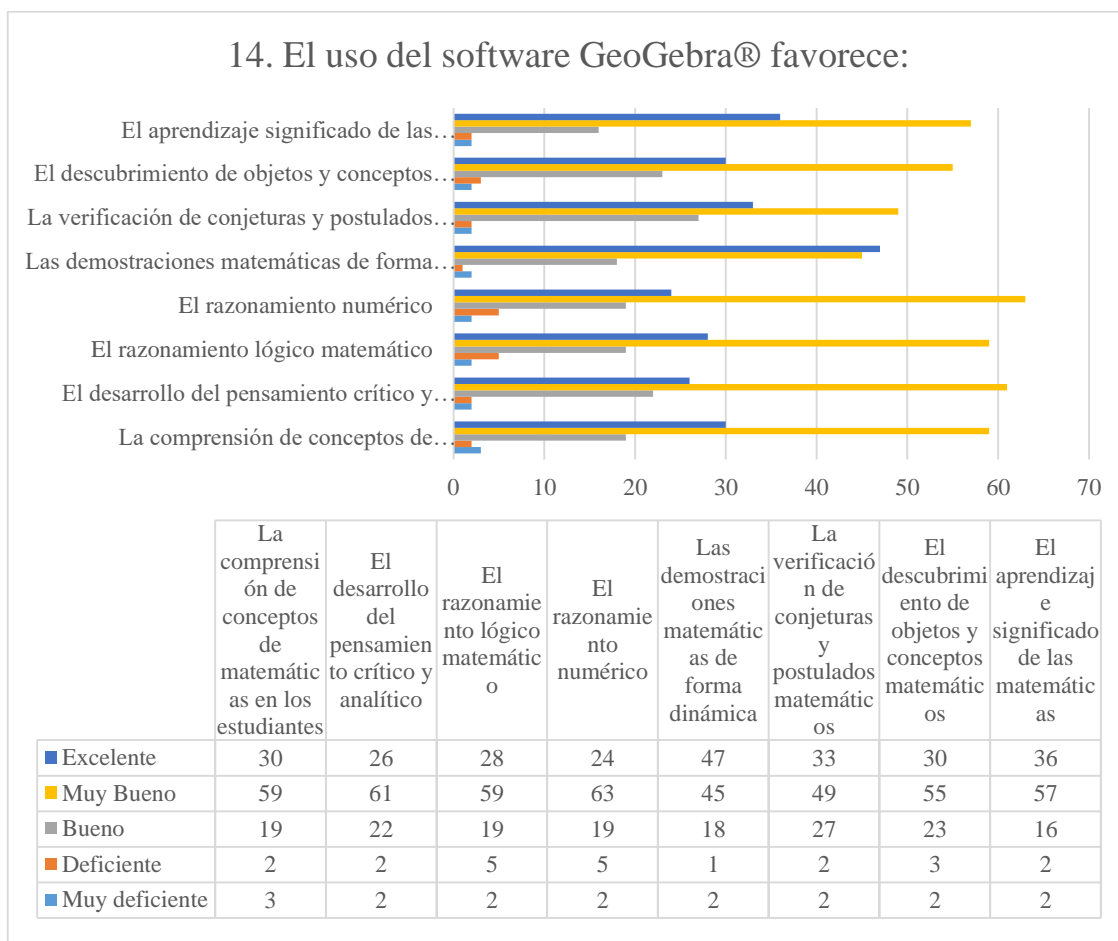 14. El uso del software GeoGebra® favorece:
El aprendizaje significado de las…
El descubrimiento de objetos y conceptos…
La verificación de conjeturas y postulados…
Las demostraciones matemáticas de forma…
El razonamiento numérico
El razonamiento lógico matemático
El desarrollo del pensamiento crítico y…
La comprensión de conceptos de…
0 10 20 30 40 50 60 70
La
comprensi
ón de
conceptos
de
matemátic
as en los
estudiantes
El
desarrollo
del
pensamien
to crítico y
analítico
El
razonamie
nto lógico
matemátic
o
El
razonamie
nto
numérico
Las
demostraci
ones
matemátic
as de
forma
dinámica
La
verificació
n de
conjeturas
y
postulados
matemátic
os
El
descubrimi
ento de
objetos y
conceptos
matemátic
os
El
aprendizaj
e
significado
de las
matemátic
as
Excelente 30 26 28 24 47 33 30 36
Muy Bueno 59 61 59 63 45 49 55 57
Bueno 19 22 19 19 18 27 23 16
Deficiente 2 2 5 5 1 2 3 2
Muy deficiente 3 2 2 2 2 2 2 2